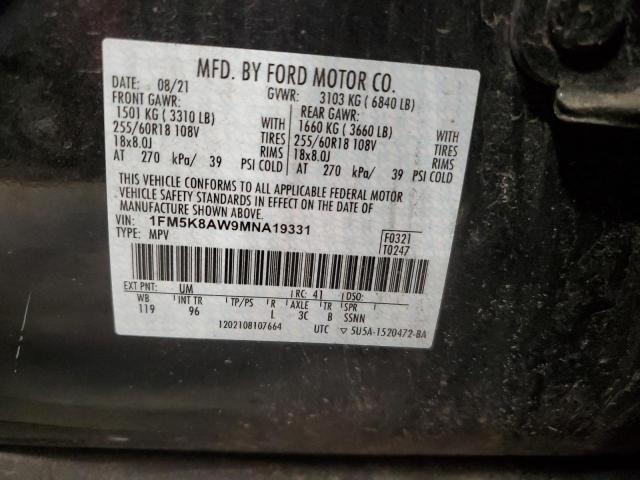 MFD. BY FORD MOTOR CO.
DATE: 08/21 GVWR: 3103 KG ( 6840 LB)
FRONT GAWR: REAR GAWR:
1501 KG ( 3310 LB) WITH 1660 KG ( 3660 LB) WITH
255/60R18 108V TIRES 255/60R18 108V TIRES
18x8.0J RIMS 18x8.0J RIMS
AT 270 kPa/ 39 PSI COLD AT 270 kPa/ 39 PSI COLD
THIS VEHICLE CONFORMS TO ALL APPLICABLE FEDERAL MOTOR
VEHICLE SAFETY STANDARDS IN EFFECT ON THE DATE OF
MANUFACTURE SHOWN ABOVE.
VIN: 1FM5K8AW9MNA19331
TYPE: MPV F0321
T0247
EXT PNT: UM RC: 41 DSO:
WB INT TR TP/PS R AXLE TR SPR
119 96 L 3C B SSNN
1202108107664 UTC ▽ 5U5A-1520472-BA